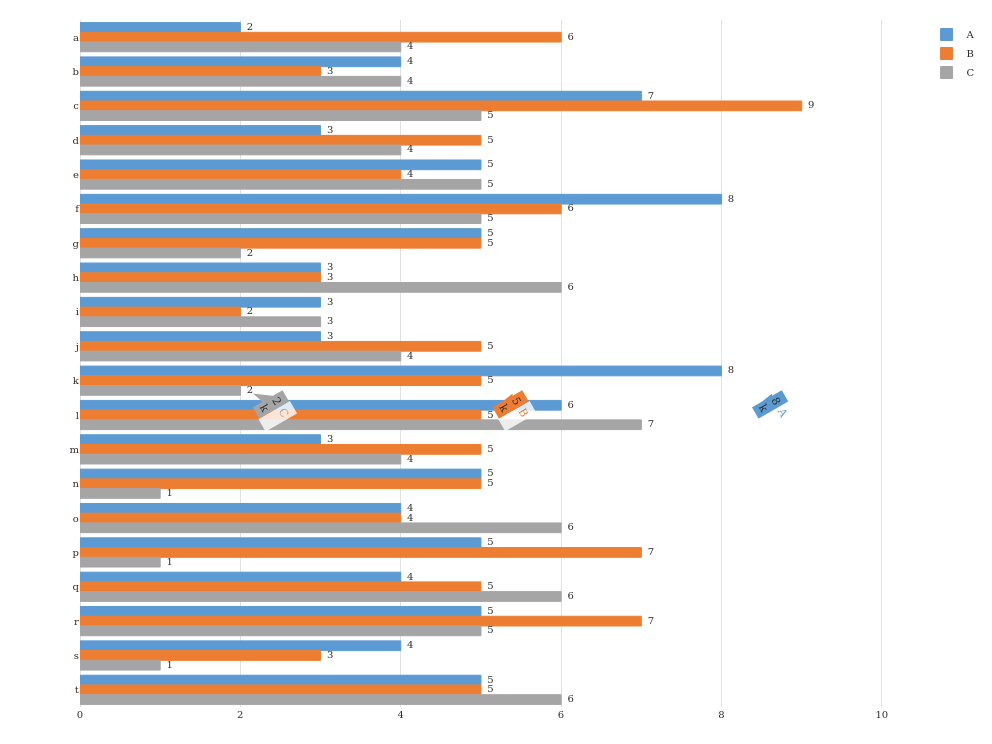 A
B
C
a 2
6
4
b 4
3
4
c 7
9
5
d 3
5
4
e 5
4
5
f 8
6
5
g 5
5
2
h 3
3
6
i 3
2
3
j 3
5
4
k 8
5
2
2 k C
5 k B
8 k A
l 6
5
7
m 3
5
4
n 5
5
1
o 4
4
6
p 5
7
1
q 4
5
6
r 5
7
5
s 4
3
1
t 5
5
6
0 2 4 6 8 10